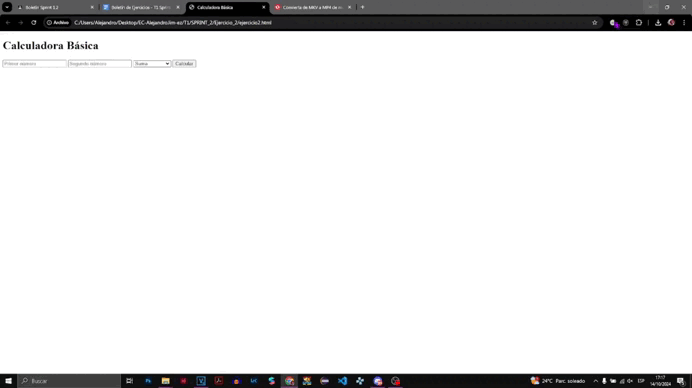 Boletín Sprint 1.2
Boletín de Ejercicios - T1 Sprint
Calculadora Básica
Convierte de MKV a MP4 de m
Archivo
C:/Users/Alejandro/Desktop/EC-Alejandro.lim-ez/T1/SPRINT_2/Ejercicio_2/ejercicio2.html
Calculadora Básica
Primer número
Segundo número
Suma
Calcular
Buscar
24°C Parc. soleado
ESP
17:17
14/10/2024